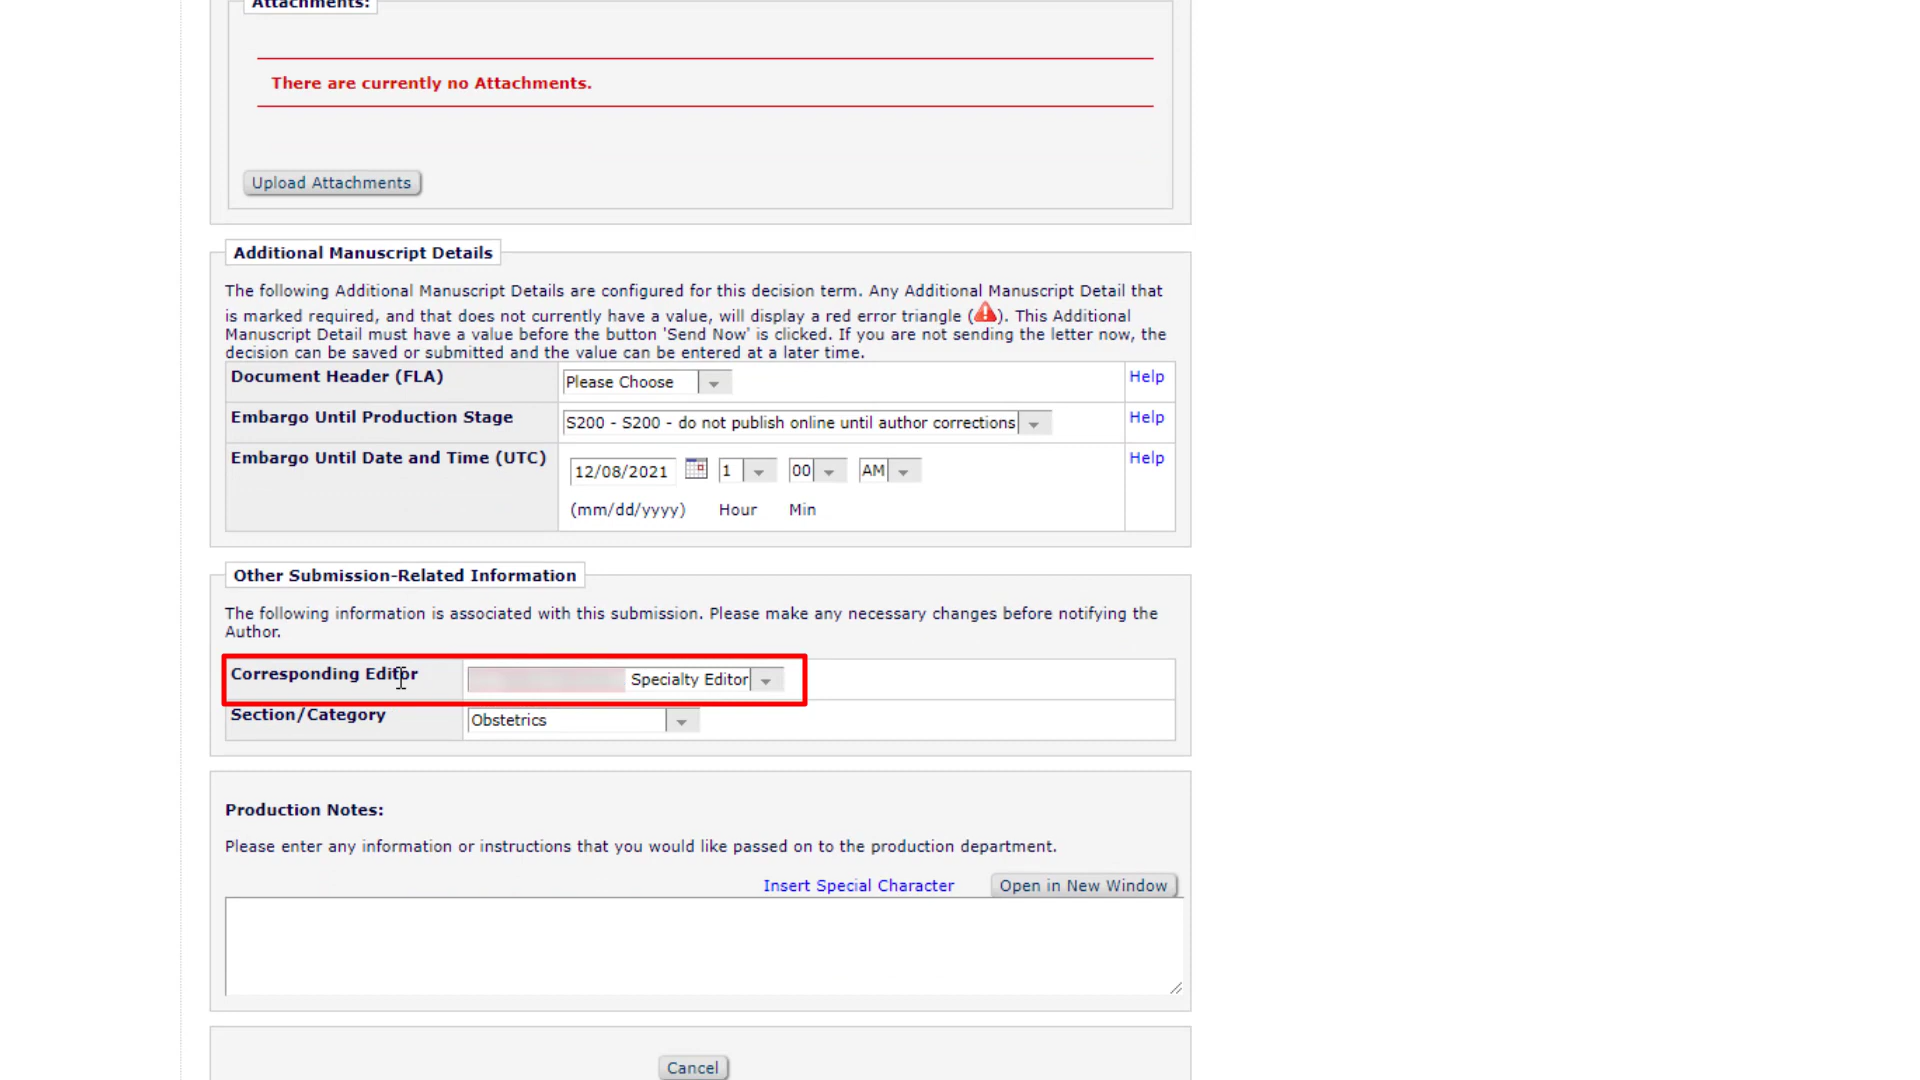 Attachments:
There are currently no Attachments.
Upload Attachments
Additional Manuscript Details
The following Additional Manuscript Details are configured for this decision term. Any Additional Manuscript Detail that
is marked required, and that does not currently have a value, will display a red error triangle ( ). This Additional
Manuscript Detail must have a value before the button 'Send Now' is clicked. If you are not sending the letter now, the
decision can be saved or submitted and the value can be entered at a later time.
Document Header (FLA) Please Choose Help
Embargo Until Production Stage S200 - S200 - do not publish online until author corrections Help
Embargo Until Date and Time (UTC) 12/08/2021 1 00 AM Help
(mm/dd/yyyy) Hour Min
Other Submission-Related Information
The following information is associated with this submission. Please make any necessary changes before notifying the
Author.
Corresponding Editor Specialty Editor
Section/Category Obstetrics
Production Notes:
Please enter any information or instructions that you would like passed on to the production department.
Insert Special Character Open in New Window
Cancel